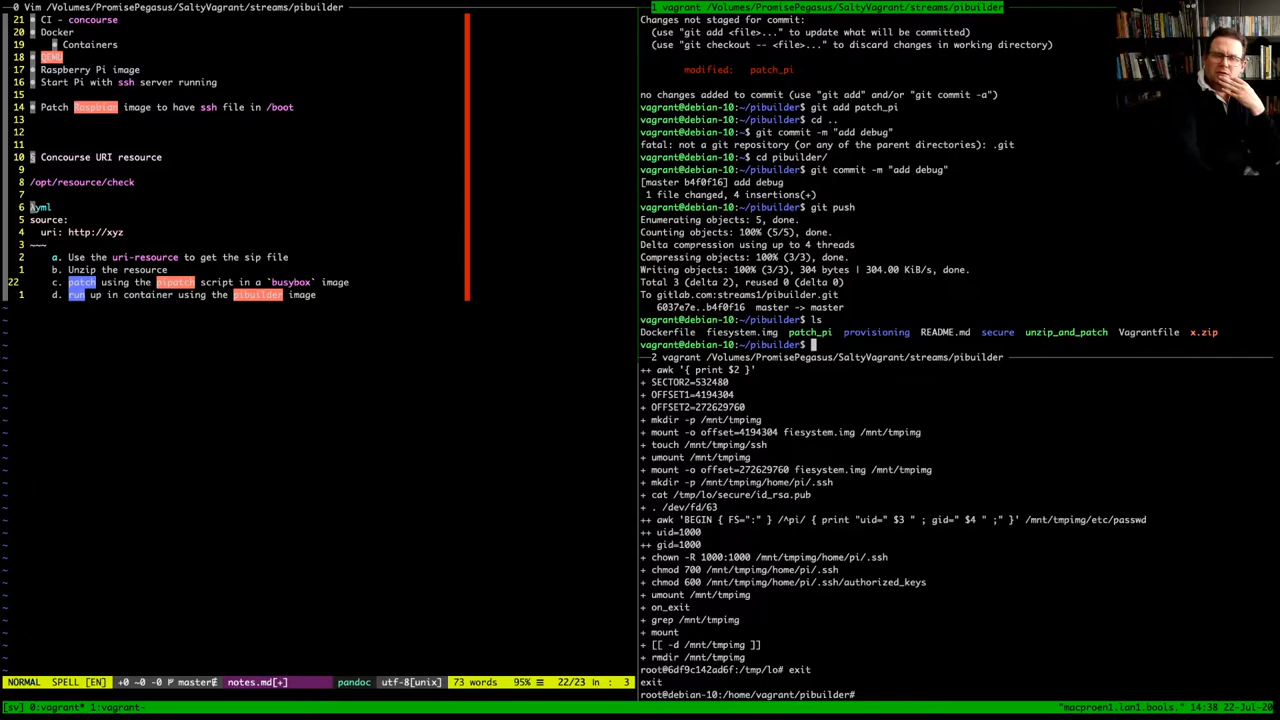 0 Vim /Volumes/PromisePegasus/SaltyVagrant/streams/pibuilder
21 CI - concourse
20 Docker
19 Containers
18 QEMU
17 Raspberry Pi image
16 Start Pi with ssh server running
15
14 Patch Raspbian image to have ssh file in /boot
13
12
11
10 § Concourse URI resource
9
8 /opt/resource/check
7
6 λyml
5 source:
4 uri: http://xyz
3 ~~~
2 a. Use the uri-resource to get the sip file
1 b. Unzip the resource
22 c. patch using the pipatch script in a `busybox` image
1 d. run up in container using the pibuilder image
NORMAL SPELL [EN] +0 ~0 -0 master notes.md[+] pandoc utf-8[unix] 73 words 95% ☰ 22/23 ln : 3
1 vagrant /Volumes/PromisePegasus/SaltyVagrant/streams/pibuilder
Changes not staged for commit:
(use "git add <file>..." to update what will be committed)
(use "git checkout -- <file>..." to discard changes in working directory)
modified: patch_pi
no changes added to commit (use "git add" and/or "git commit -a")
vagrant@debian-10:~/pibuilder$ git add patch_pi
vagrant@debian-10:~/pibuilder$ cd ..
vagrant@debian-10:~$ git commit -m "add debug"
fatal: not a git repository (or any of the parent directories): .git
vagrant@debian-10:~$ cd pibuilder/
vagrant@debian-10:~/pibuilder$ git commit -m "add debug"
[master b4f0f16] add debug
1 file changed, 4 insertions(+)
vagrant@debian-10:~/pibuilder$ git push
Enumerating objects: 5, done.
Counting objects: 100% (5/5), done.
Delta compression using up to 4 threads
Compressing objects: 100% (3/3), done.
Writing objects: 100% (3/3), 304 bytes | 304.00 KiB/s, done.
Total 3 (delta 2), reused 0 (delta 0)
To gitlab.com:streams1/pibuilder.git
6037e7e..b4f0f16 master -> master
vagrant@debian-10:~/pibuilder$ ls
Dockerfile fiesystem.img patch_pi provisioning README.md secure unzip_and_patch Vagrantfile x.zip
vagrant@debian-10:~/pibuilder$
2 vagrant /Volumes/PromisePegasus/SaltyVagrant/streams/pibuilder
++ awk '{ print $2 }'
+ SECTOR2=532480
+ OFFSET1=4194304
+ OFFSET2=272629760
+ mkdir -p /mnt/tmpimg
+ mount -o offset=4194304 fiesystem.img /mnt/tmpimg
+ touch /mnt/tmpimg/ssh
+ umount /mnt/tmpimg
+ mount -o offset=272629760 fiesystem.img /mnt/tmpimg
+ mkdir -p /mnt/tmpimg/home/pi/.ssh
+ cat /tmp/lo/secure/id_rsa.pub
+ . /dev/fd/63
++ awk 'BEGIN { FS=":" } /^pi/ { print "uid=" $3 " ; gid=" $4 " ;" }' /mnt/tmpimg/etc/passwd
++ uid=1000
++ gid=1000
+ chown -R 1000:1000 /mnt/tmpimg/home/pi/.ssh
+ chmod 700 /mnt/tmpimg/home/pi/.ssh
+ chmod 600 /mnt/tmpimg/home/pi/.ssh/authorized_keys
+ umount /mnt/tmpimg
+ on_exit
+ grep /mnt/tmpimg
+ mount
+ [[ -d /mnt/tmpimg ]]
+ rmdir /mnt/tmpimg
root@6df9c142ad6f:/tmp/lo# exit
exit
root@debian-10:/home/vagrant/pibuilder#
[sv] 0:vagrant* 1:vagrant- "macproen1.lan1.bools." 14:38 22-Jul-20